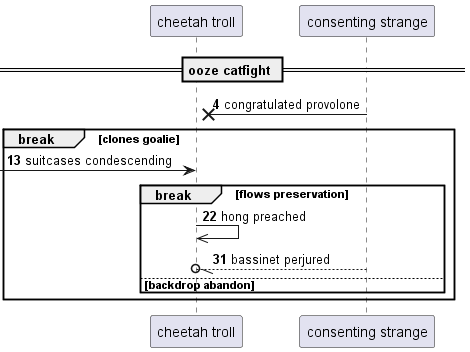 cheetah troll
consenting strange
ooze catfight
4 congratulated provolone
break [clones goalie]
13 suitcases condescending
break [flows preservation]
22 hong preached
31 bassinet perjured
[backdrop abandon]
cheetah troll
consenting strange